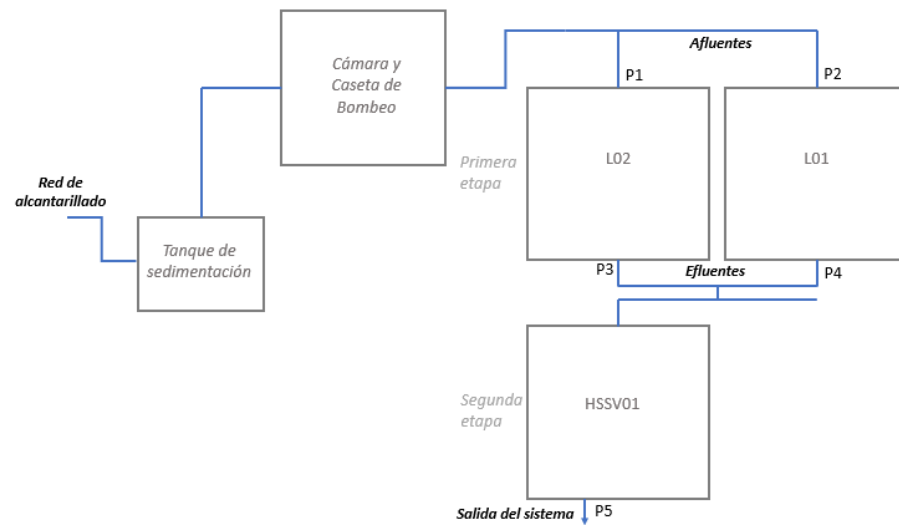 Cámara y
Caseta de
Bombeo
Afluentes
P1
P2
Primera
etapa
L02
L01
Red de
alcantarillado
Tanque de
sedimentación
P3
Efluentes
P4
Segunda
etapa
HSSV01
Salida del sistema
P5